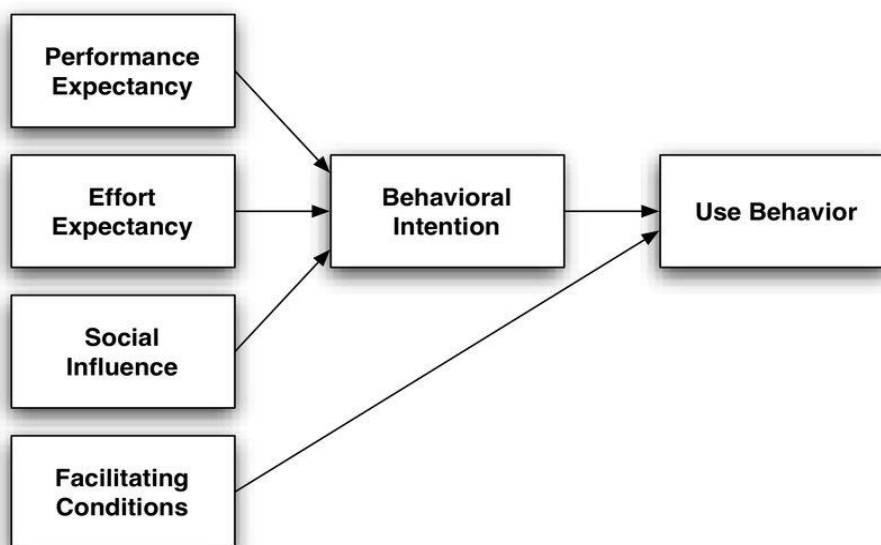 Performance
Expectancy
Effort
Expectancy
Behavioral
Intention
Use Behavior
Social
Influence
Facilitating
Conditions